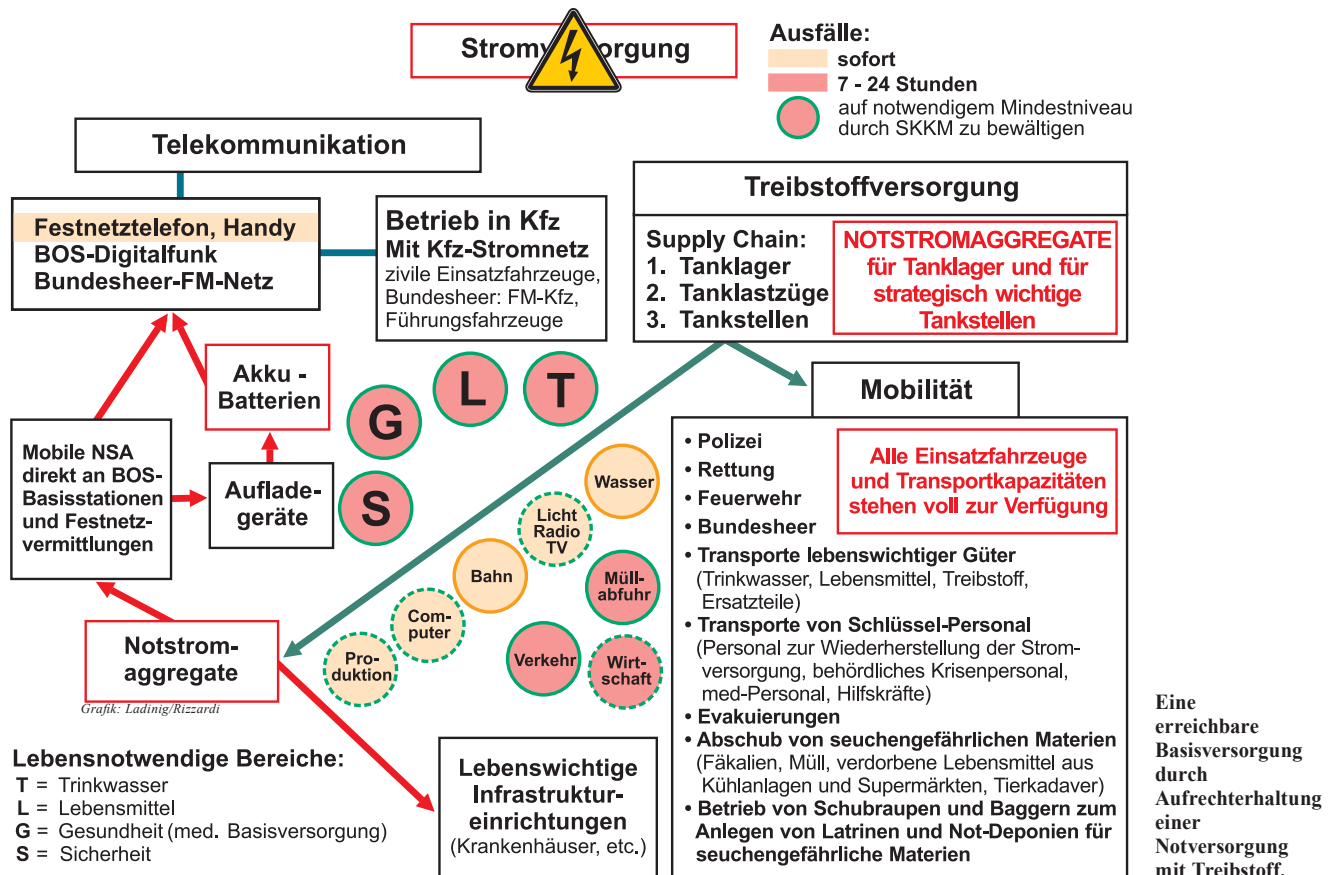 Stromv orgung
Ausfälle:
sofort
7 - 24 Stunden
auf notwendigem Mindestniveau
durch SKKM zu bewältigen
Telekommunikation
Festnetztelefon, Handy
BOS-Digitalfunk
Bundesheer-FM-Netz
Betrieb in Kfz
Mit Kfz-Stromnetz
zivile Einsatzfahrzeuge,
Bundesheer: FM-Kfz,
Führungsfahrzeuge
Treibstoffversorgung
Supply Chain:
1. Tanklager
2. Tanklastzüge
3. Tankstellen
NOTSTROMAGGREGATE
für Tanklager und für
strategisch wichtige
Tankstellen
Akku -
Batterien
Mobile NSA
direkt an BOS-
Basisstationen
und Festnetz-
vermittlungen
Auflade-
geräte
G
L
T
S
Wasser
Licht
Radio
TV
Bahn
Müll-
abfuhr
Com-
puter
Pro-
duktion
Verkehr
Wirt-
schaft
Mobilität
• Polizei
• Rettung
• Feuerwehr
• Bundesheer
Alle Einsatzfahrzeuge
und Transportkapazitäten
stehen voll zur Verfügung
• Transporte lebenswichtiger Güter
(Trinkwasser, Lebensmittel, Treibstoff,
Ersatzteile)
• Transporte von Schlüssel-Personal
(Personal zur Wiederherstellung der Strom-
versorgung, behördliches Krisenpersonal,
med-Personal, Hilfskräfte)
• Evakuierungen
• Abschub von seuchengefährlichen Materien
(Fäkalien, Müll, verdorbene Lebensmittel aus
Kühlanlagen und Supermärkten, Tierkadaver)
• Betrieb von Schubraupen und Baggern zum
Anlegen von Latrinen und Not-Deponien für
seuchengefährliche Materien
Notstrom-
aggregate
Grafik: Ladinig/Rizzardi
Lebensnotwendige Bereiche:
T = Trinkwasser
L = Lebensmittel
G = Gesundheit (med. Basisversorgung)
S = Sicherheit
Lebenswichtige
Infrastruktur-
einrichtungen
(Krankenhäuser, etc.)
Eine
erreichbare
Basisversorgung
durch
Aufrechterhaltung
einer
Notversorgung
mit Treibstoff.